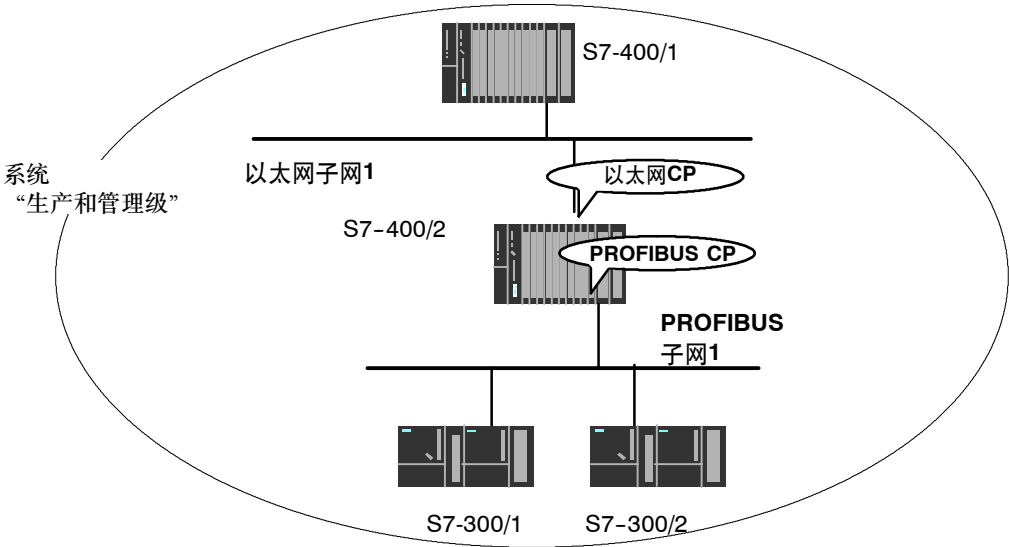 S7-400/1
以太网子网1
以太网CP
系统
“生产和管理级”
S7-400/2
PROFIBUS CP
PROFIBUS
子网1
S7-300/1
S7-300/2